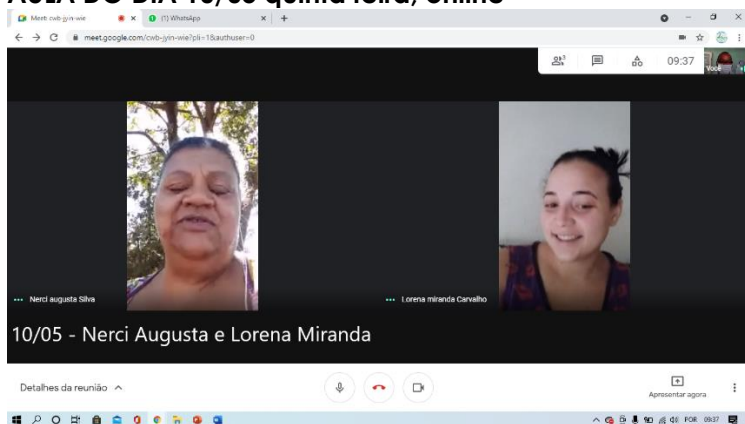 AULA DO DIA 10/05 quinta feira, online
Meet: cwb-jyin-wie
(1) WhatsApp
meet.google.com/cwb-jyin-wie?pli=1&authuser=0
3
09:37
Você
Nerci augusta Silva
Lorena miranda Carvalho
10/05 - Nerci Augusta e Lorena Miranda
Detalhes da reunião
Apresentar agora
POR 09:37